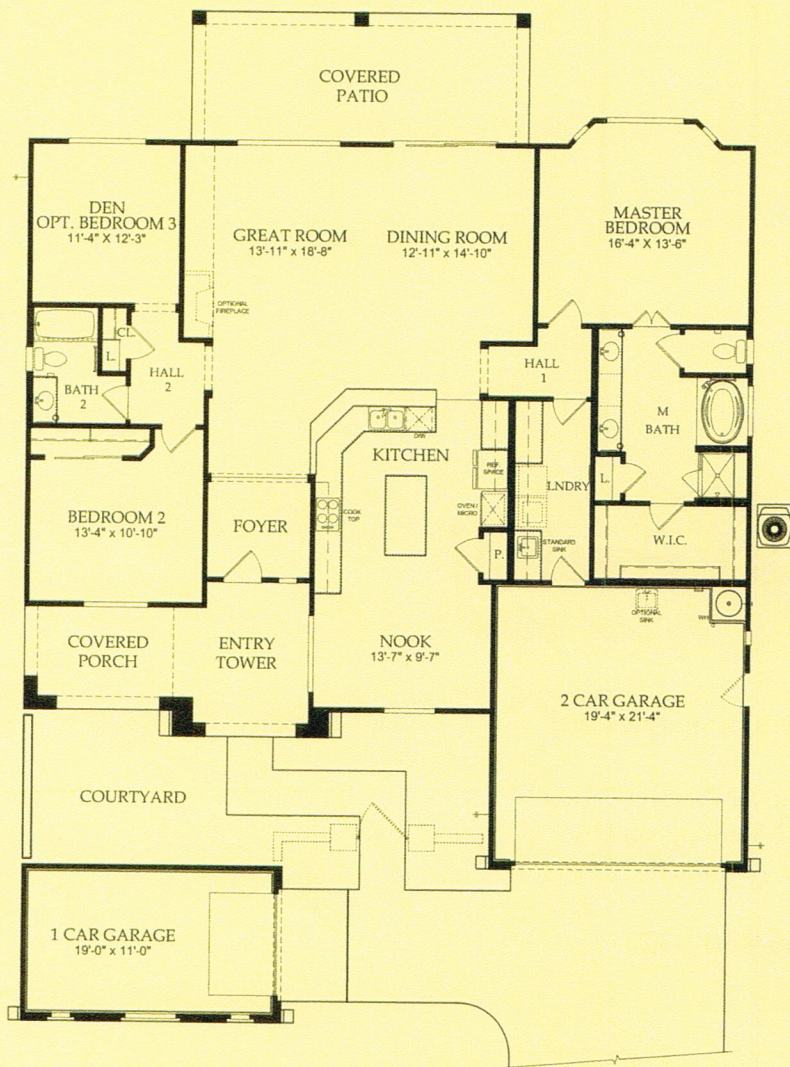 COVERED
PATIO
DEN
OPT. BEDROOM 3
11'-4" X 12'-3"
GREAT ROOM
13'-11" x 18'-8"
DINING ROOM
12'-11" x 14'-10"
MASTER
BEDROOM
16'-4" X 13'-6"
OPTIONAL
FIREPLACE
CL.
L.
HALL
2
BATH
2
HALL
1
M
BATH
DW
KITCHEN
REF.
SPACE
LNDRY
L.
BEDROOM 2
13'-4" x 10'-10"
FOYER
COOK
TOP
OVEN /
MICRO
STANDARD
SINK
W.I.C.
P.
COVERED
PORCH
ENTRY
TOWER
NOOK
13'-7" x 9'-7"
OPTIONAL
SINK
WH
2 CAR GARAGE
19'-4" x 21'-4"
COURTYARD
1 CAR GARAGE
19'-0" x 11'-0"